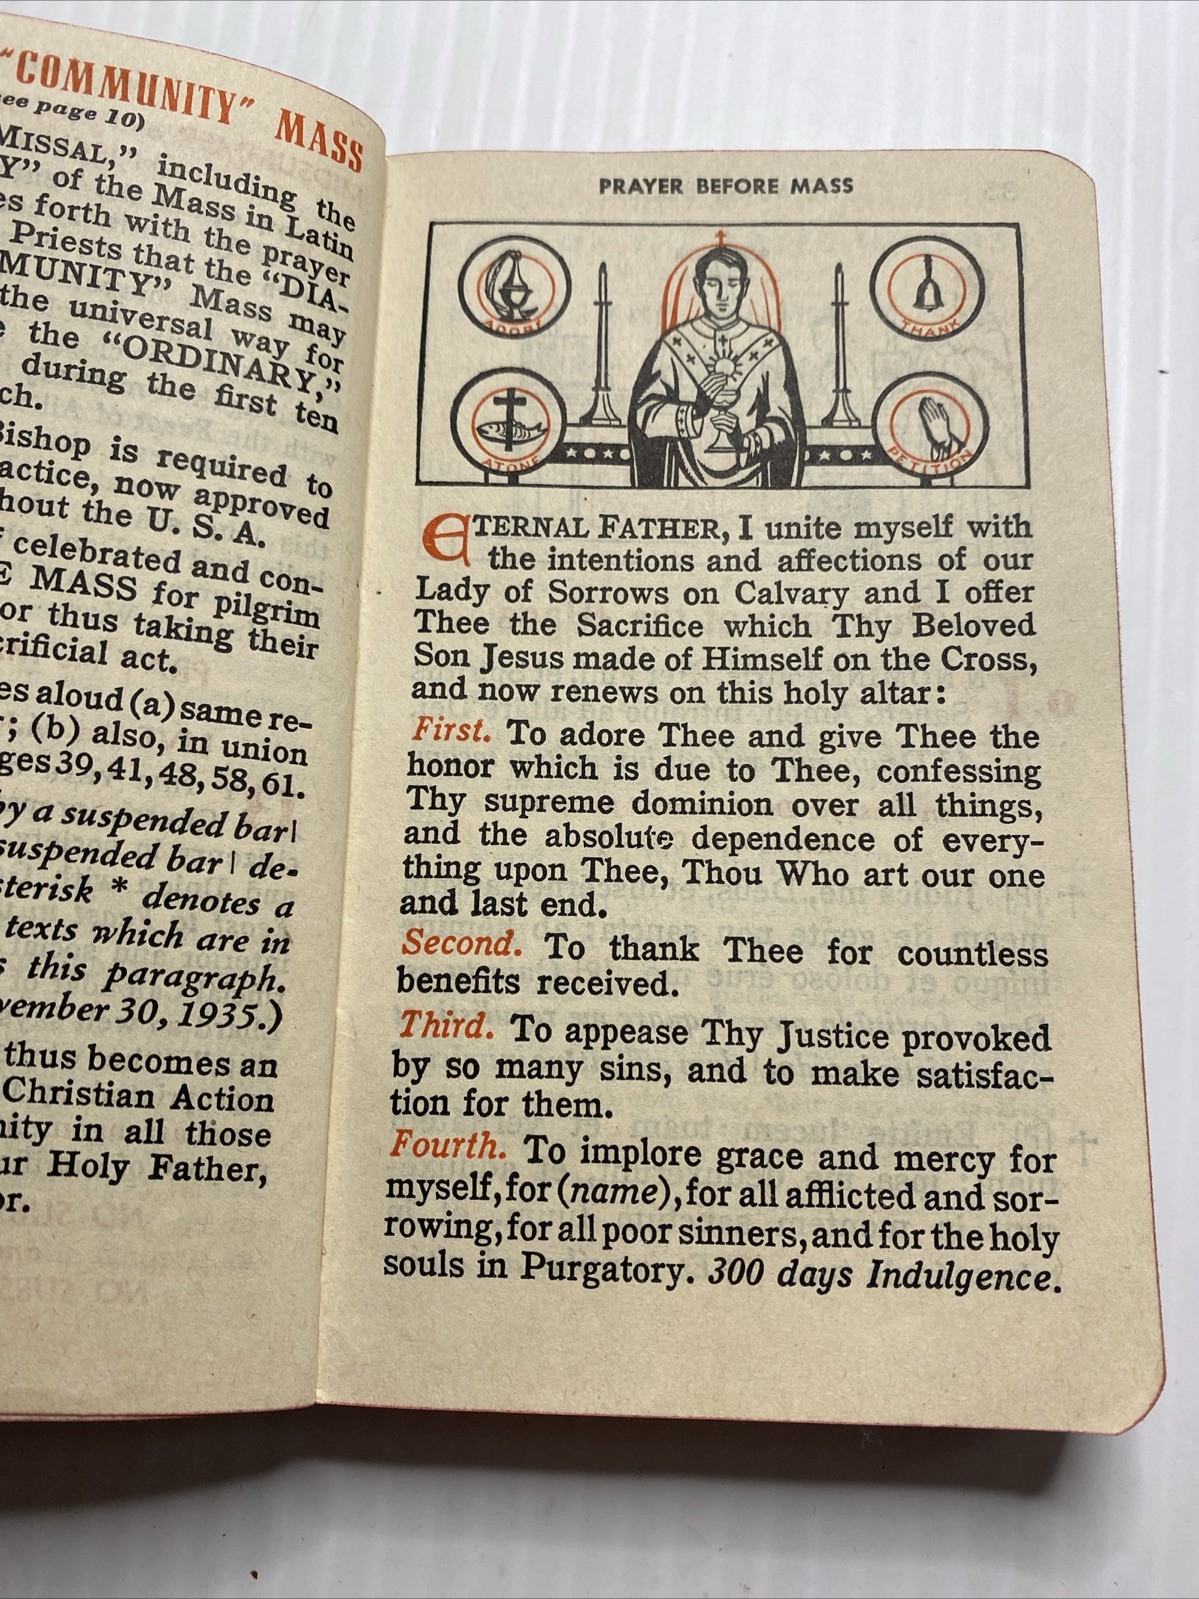 “COMMUNITY” MASS
see page 10)
MISSAL,” including the
Y” of the Mass in Latin
es forth with the prayer
Priests that the “DIA-
MUNITY” Mass may
the universal way for
the “ORDINARY,”
during the first ten
ch.
Bishop is required to
actice, now approved
hout the U. S. A.
f celebrated and con-
E MASS for pilgrim
or thus taking their
crificial act.
es aloud (a) same re-
; (b) also, in union
ges 39, 41, 48, 58, 61.
by a suspended bar|
suspended bar | de-
sterisk * denotes a
texts which are in
s this paragraph.
vember 30, 1935.)
thus becomes an
Christian Action
nity in all those
ur Holy Father,
or.
PRAYER BEFORE MASS
ADORE
THANK
ATONE
PETITION
ETERNAL FATHER, I unite myself with
the intentions and affections of our
Lady of Sorrows on Calvary and I offer
Thee the Sacrifice which Thy Beloved
Son Jesus made of Himself on the Cross,
and now renews on this holy altar:
First. To adore Thee and give Thee the
honor which is due to Thee, confessing
Thy supreme dominion over all things,
and the absolute dependence of every-
thing upon Thee, Thou Who art our one
and last end.
Second. To thank Thee for countless
benefits received.
Third. To appease Thy Justice provoked
by so many sins, and to make satisfac-
tion for them.
Fourth. To implore grace and mercy for
myself, for (name), for all afflicted and sor-
rowing, for all poor sinners, and for the holy
souls in Purgatory. 300 days Indulgence.